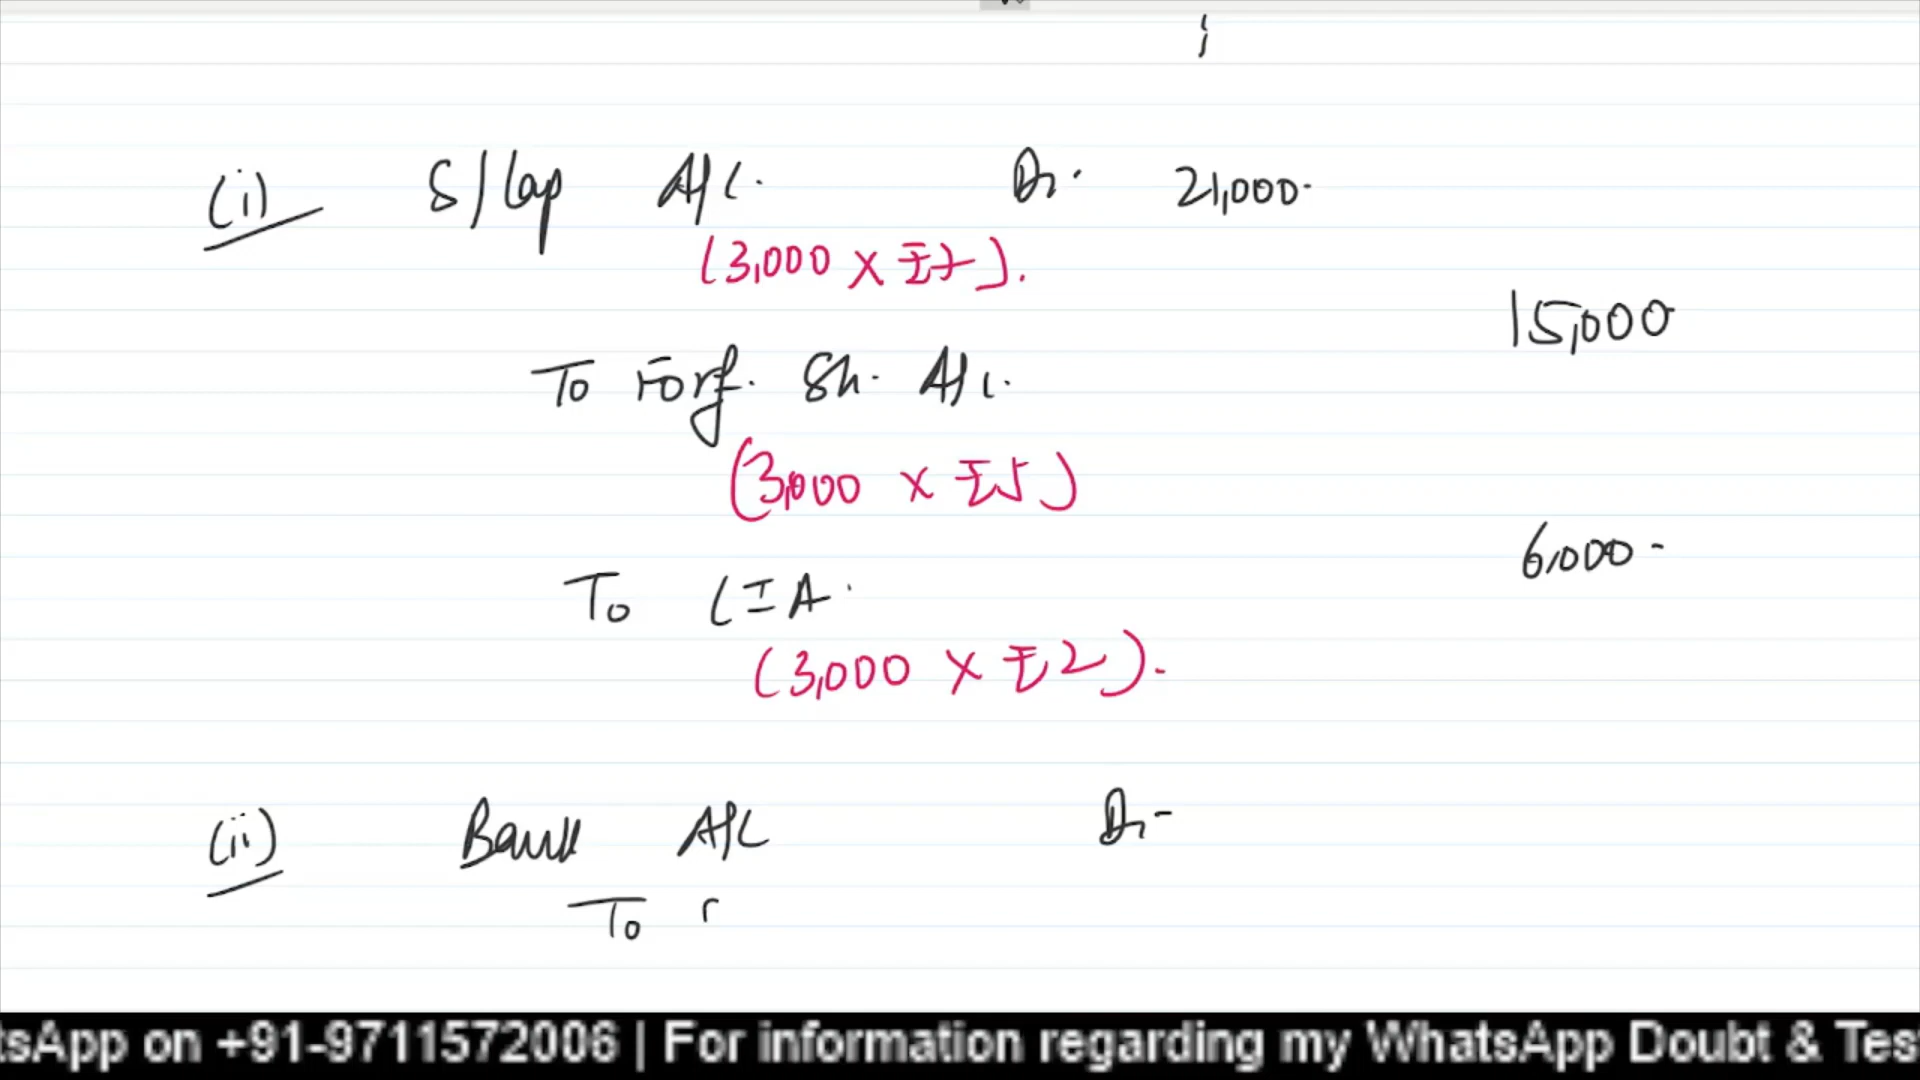 (i) S/Cap A/c. Dr. 21,000.
(3,000 X ₹7).
15,000
To Forf. Sh. A/c.
(3,000 X ₹5)
6,000 -
To CIA.
(3,000 X ₹2).
(ii) Bank A/C Dr -
To
tsApp on +91-9711572006 | For information regarding my WhatsApp Doubt & Tes